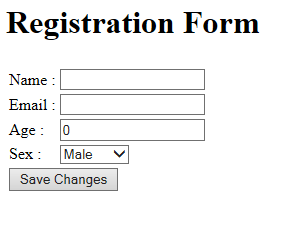 Registration Form
Name :
Email :
Age : 0
Sex : Male
Save Changes